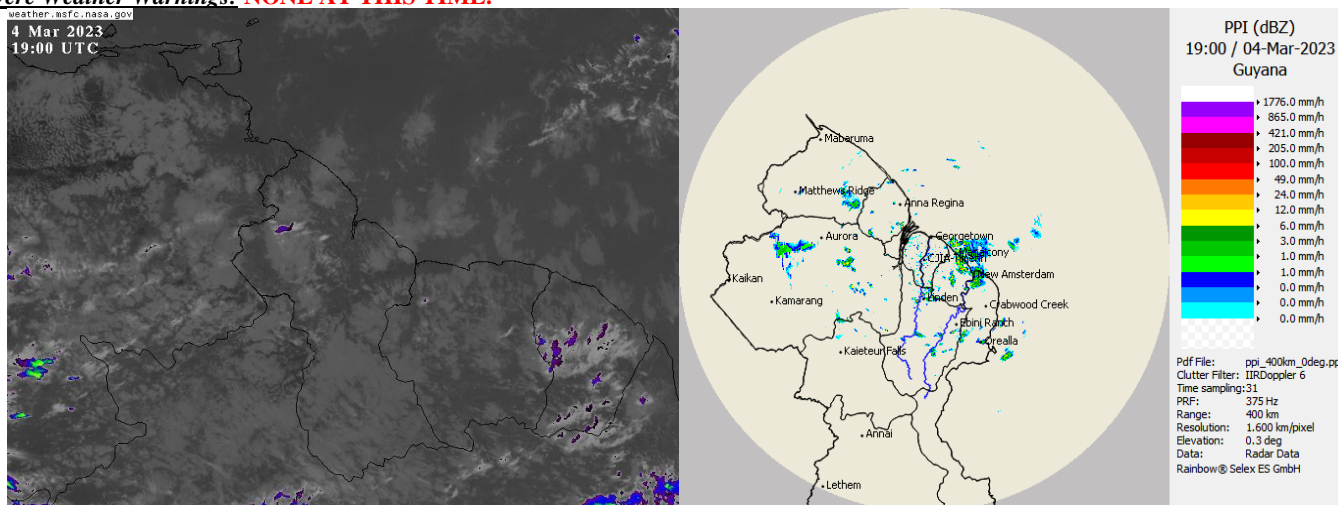 ere Weather Warnings: NONE AT THIS TIME.
weather.msfc.nasa.gov
4 Mar 2023
19:00 UTC
Mabaruma
Matthews Ridge
Anna Regina
Aurora
Georgetown
New Amsterdam
Kaikan
Kamarang
Linden
Crabwood Creek
Ebini Ranch
Orealla
Kaieteur Falls
Annai
Lethem
PPI (dBZ)
19:00 / 04-Mar-2023
Guyana
1776.0 mm/h
865.0 mm/h
421.0 mm/h
205.0 mm/h
100.0 mm/h
49.0 mm/h
24.0 mm/h
12.0 mm/h
6.0 mm/h
3.0 mm/h
1.0 mm/h
1.0 mm/h
0.0 mm/h
0.0 mm/h
0.0 mm/h
Pdf File: ppi_400km_0deg.pp
Clutter Filter: IIRDoppler 6
Time sampling:31
PRF: 375 Hz
Range: 400 km
Resolution: 1.600 km/pixel
Elevation: 0.3 deg
Data: Radar Data
Rainbow® Selex ES GmbH